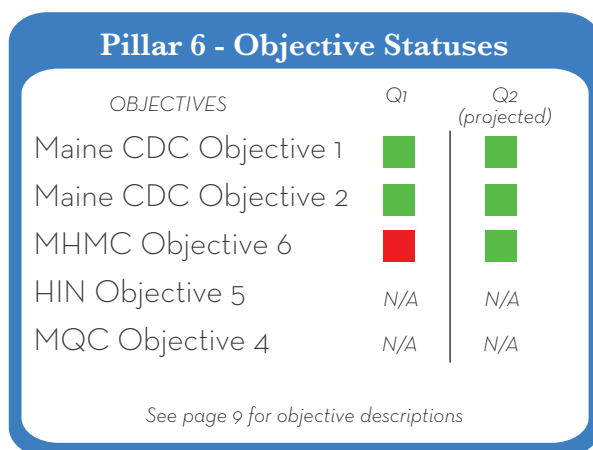 Pillar 6 - Objective Statuses
OBJECTIVES Q1 Q2
(projected)
Maine CDC Objective 1
Maine CDC Objective 2
MHMC Objective 6
HIN Objective 5 N/A N/A
MQC Objective 4 N/A N/A
See page 9 for objective descriptions